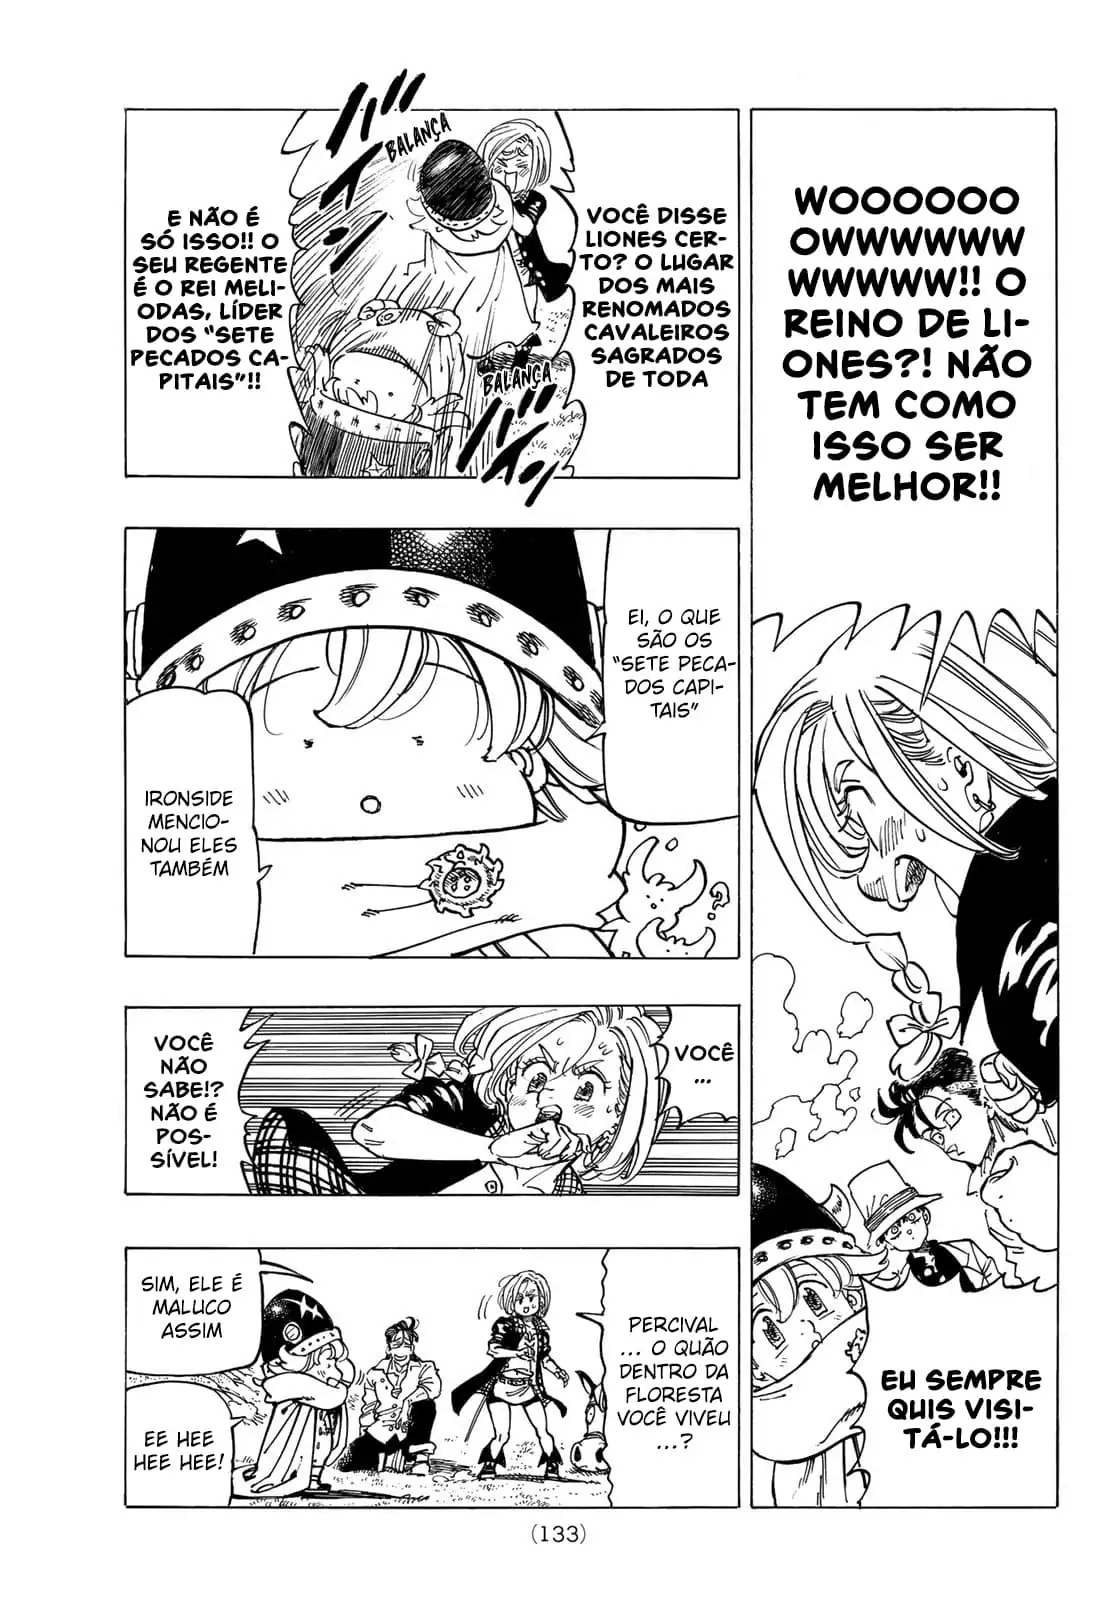 WOOOOOO
OWWWWWW
WWWWW!! O
REINO DE LI-
ONES?! NÃO
TEM COMO
ISSO SER
MELHOR!!
EU SEMPRE
QUIS VISI-
TÁ-LO!!!
BALANÇA
VOCÊ DISSE
LIONES CER-
TO? O LUGAR
DOS MAIS
RENOMADOS
CAVALEIROS
SAGRADOS
DE TODA
E NÃO É
SÓ ISSO!! O
SEU REGENTE
É O REI MELI-
ODAS, LÍDER
DOS "SETE
PECADOS CA-
PITAIS"!!
BALANÇA
EI, O QUE
SÃO OS
"SETE PECA-
DOS CAPI-
TAIS"
?
IRONSIDE
MENCIO-
NOU ELES
TAMBÉM
VOCÊ
...
VOCÊ
NÃO
SABE!?
NÃO É
POS-
SÍVEL!
PERCIVAL
... O QUÃO
DENTRO DA
FLORESTA
VOCÊ VIVEU
...?
SIM, ELE É
MALUCO
ASSIM
EE HEE
HEE HEE!
(133)